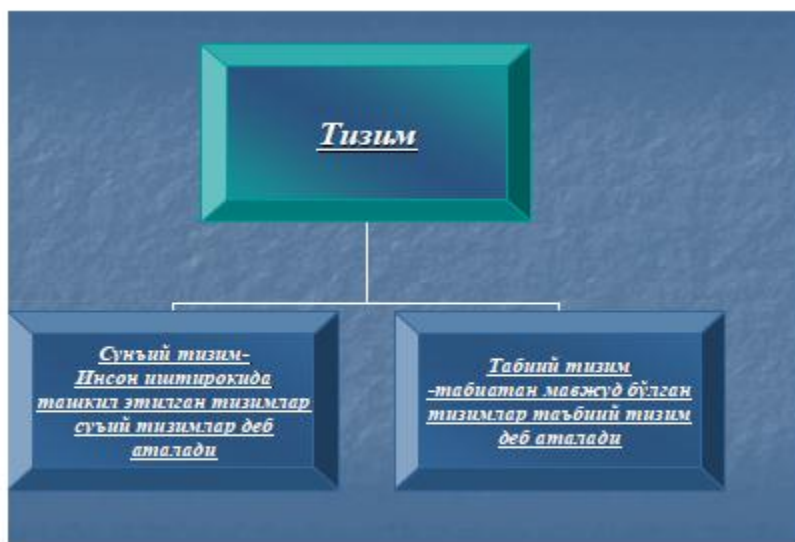 Тизим
Сунъий тизим-
Инсон иштирокида
ташкил этилган тизимлар
суъий тизимлар деб
аталади
Табиий тизим
-табиатан мавжуд бўлган
тизимлар таъбиий тизим
деб аталади